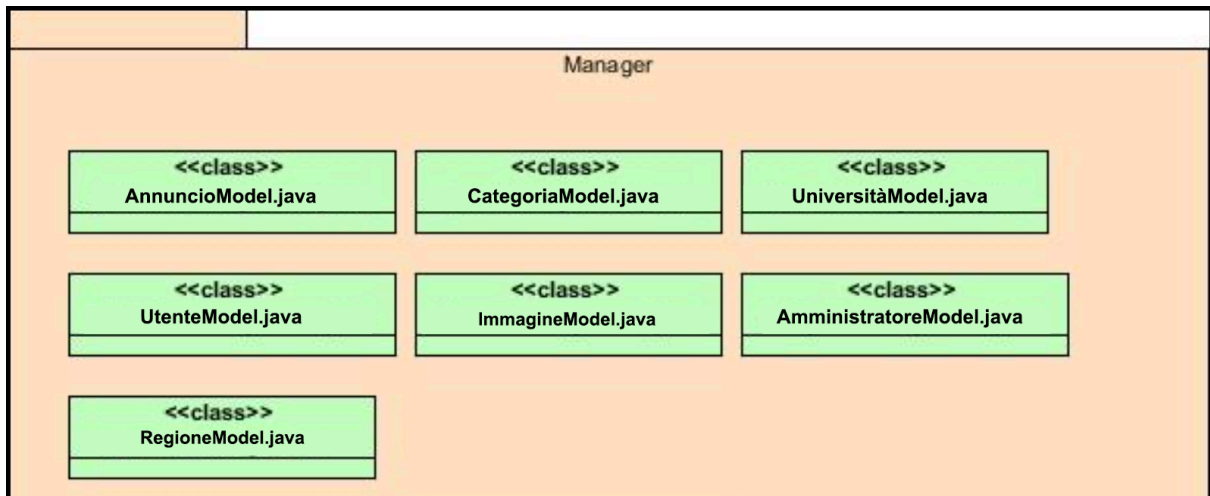 Manager
<<class>>
AnnuncioModel.java
<<class>>
CategoriaModel.java
<<class>>
UniversitàModel.java
<<class>>
UtenteModel.java
<<class>>
ImmagineModel.java
<<class>>
AmministratoreModel.java
<<class>>
RegioneModel.java